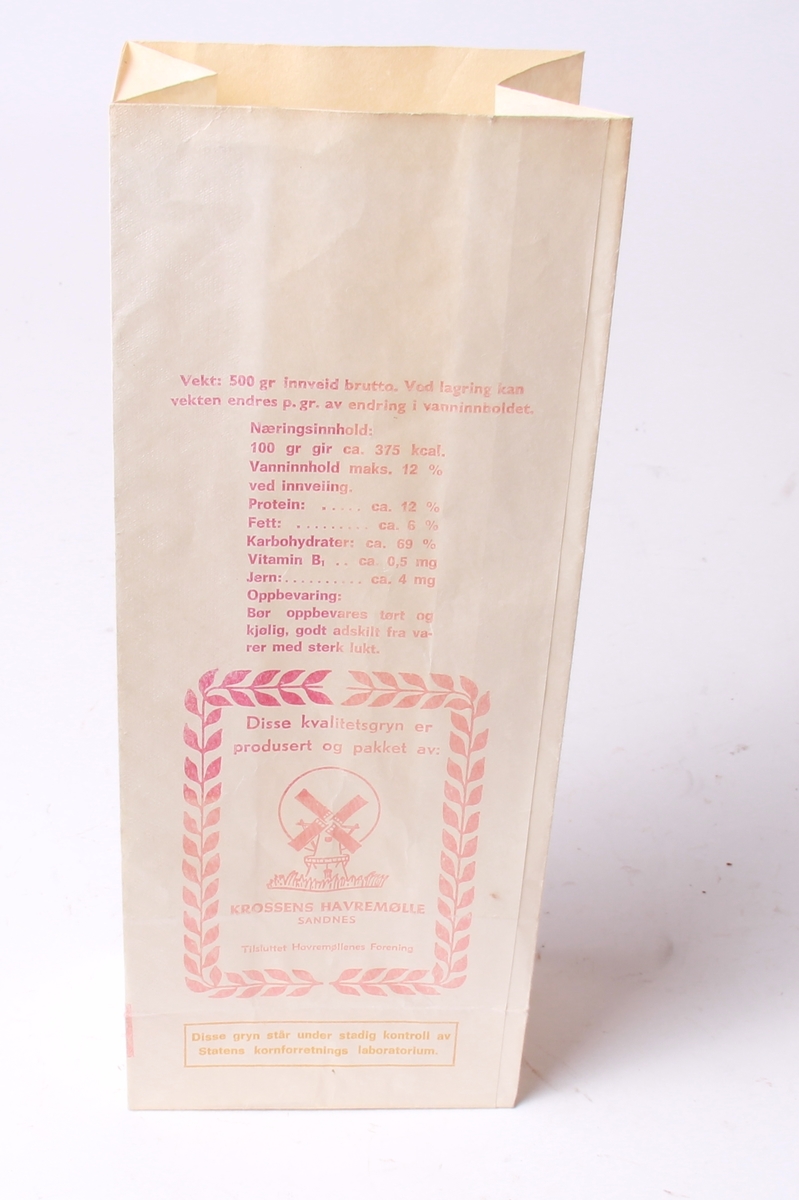 Vekt: 500 gr innveid brutto. Ved lagring kan
vekten endres p. gr. av endring i vanninnholdet.
Næringsinnhold:
100 gr gir ca. 375 kcal.
Vanninnhold maks. 12 %
ved innveiing.
Protein: ..... ca. 12 %
Fett: ......... ca. 6 %
Karbohydrater: ca. 69 %
Vitamin B₁ .. ca. 0,5 mg
Jern:.......... ca. 4 mg
Oppbevaring:
Bør oppbevares tørt og
kjølig, godt adskilt fra va-
rer med sterk lukt.
Disse kvalitetsgryn er
produsert og pakket av:
KROSSENS HAVREMØLLE
SANDNES
Tilsluttet Havremøllenes Forening
Disse gryn står under stadig kontroll av
Statens kornforretnings laboratorium.